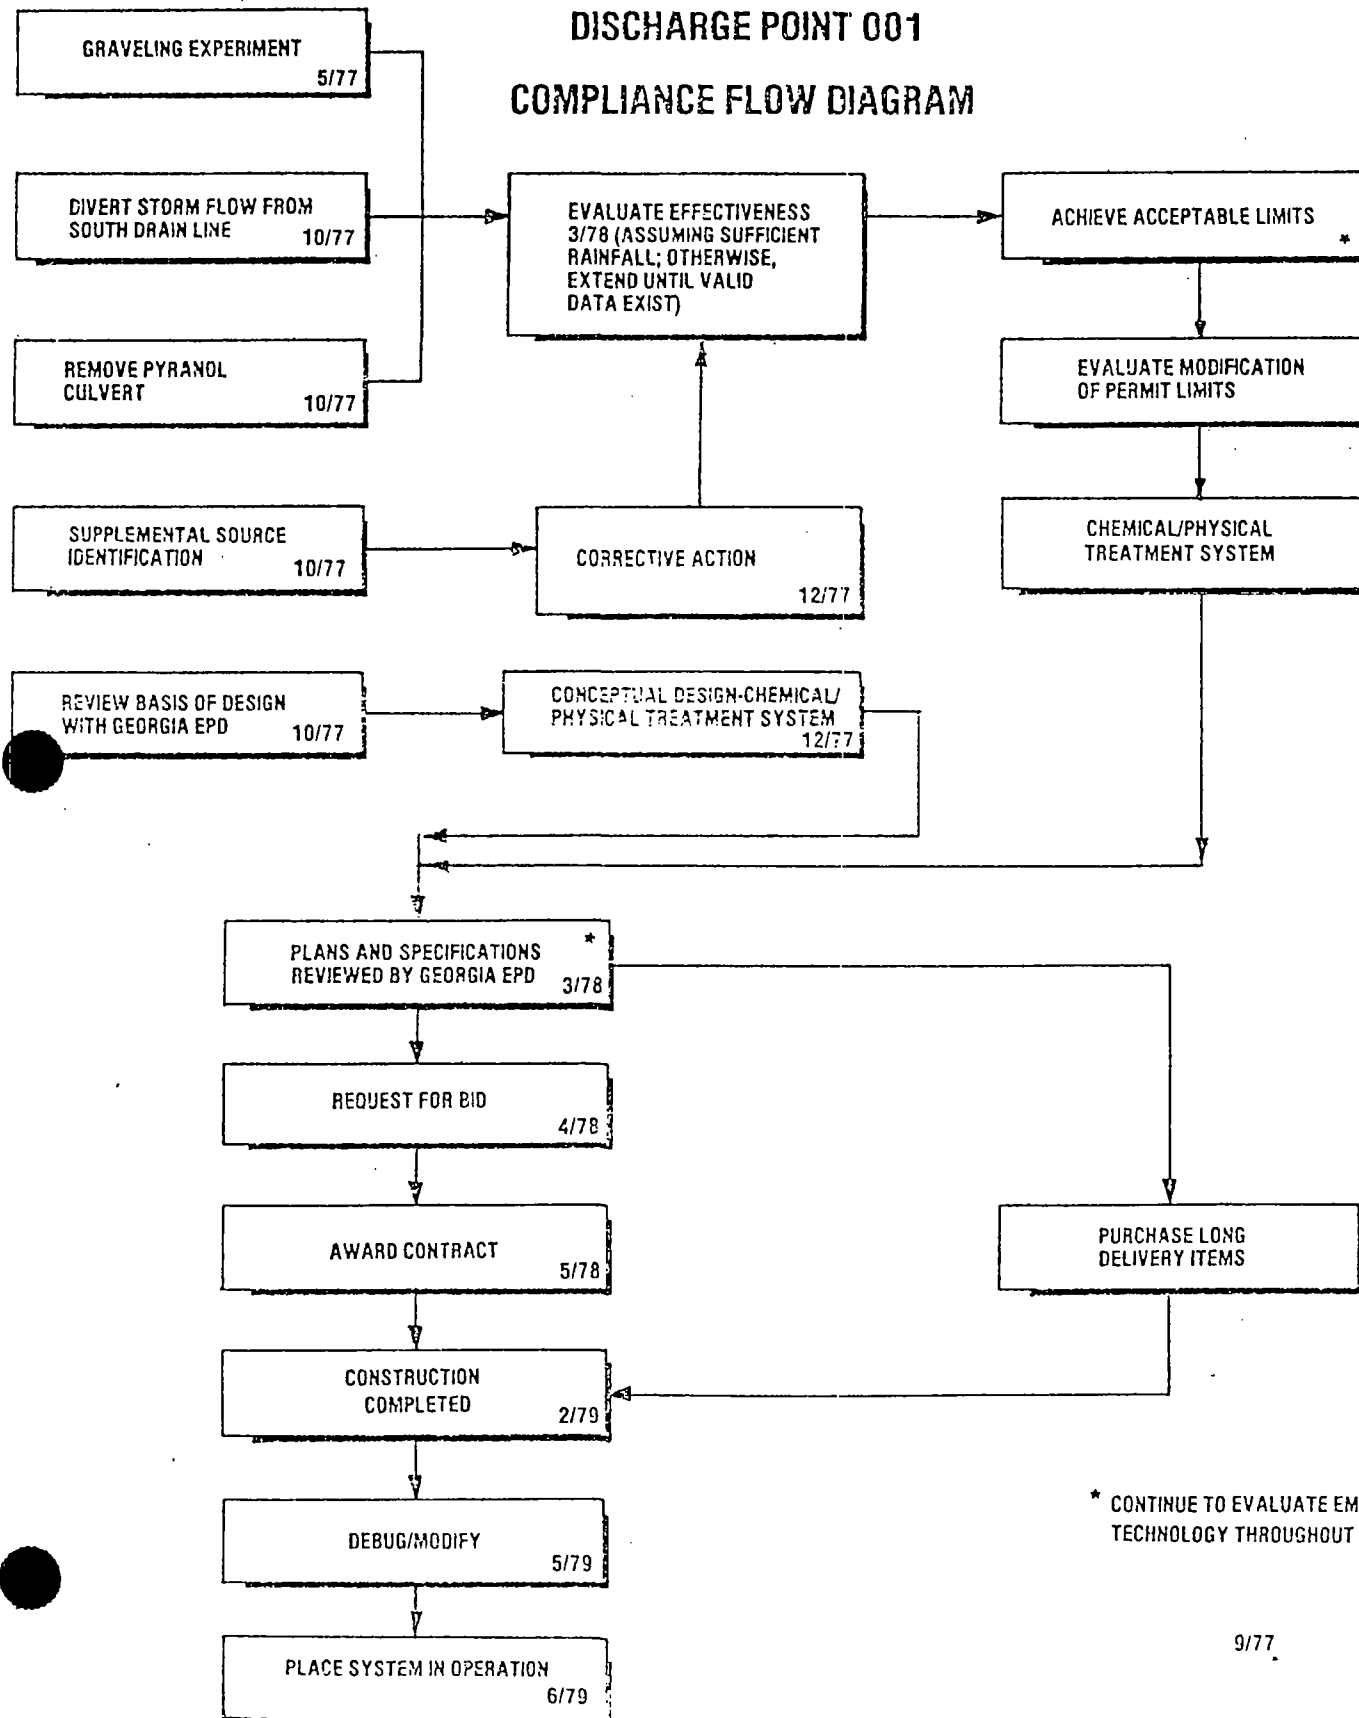 DISCHARGE POINT 001
COMPLIANCE FLOW DIAGRAM
GRAVELING EXPERIMENT
5/77
DIVERT STORM FLOW FROM
SOUTH DRAIN LINE
10/77
REMOVE PYRANOL
CULVERT
10/77
EVALUATE EFFECTIVENESS
3/78 (ASSUMING SUFFICIENT
RAINFALL; OTHERWISE,
EXTEND UNTIL VALID
DATA EXIST)
ACHIEVE ACCEPTABLE LIMITS
*
EVALUATE MODIFICATION
OF PERMIT LIMITS
SUPPLEMENTAL SOURCE
IDENTIFICATION
10/77
CORRECTIVE ACTION
12/77
CHEMICAL/PHYSICAL
TREATMENT SYSTEM
REVIEW BASIS OF DESIGN
WITH GEORGIA EPD
10/77
CONCEPTUAL DESIGN-CHEMICAL/
PHYSICAL TREATMENT SYSTEM
12/77
PLANS AND SPECIFICATIONS *
REVIEWED BY GEORGIA EPD
3/78
REQUEST FOR BID
4/78
AWARD CONTRACT
5/78
PURCHASE LONG
DELIVERY ITEMS
CONSTRUCTION
COMPLETED
2/79
DEBUG/MODIFY
5/79
PLACE SYSTEM IN OPERATION
6/79
* CONTINUE TO EVALUATE EM
TECHNOLOGY THROUGHOUT
9/77